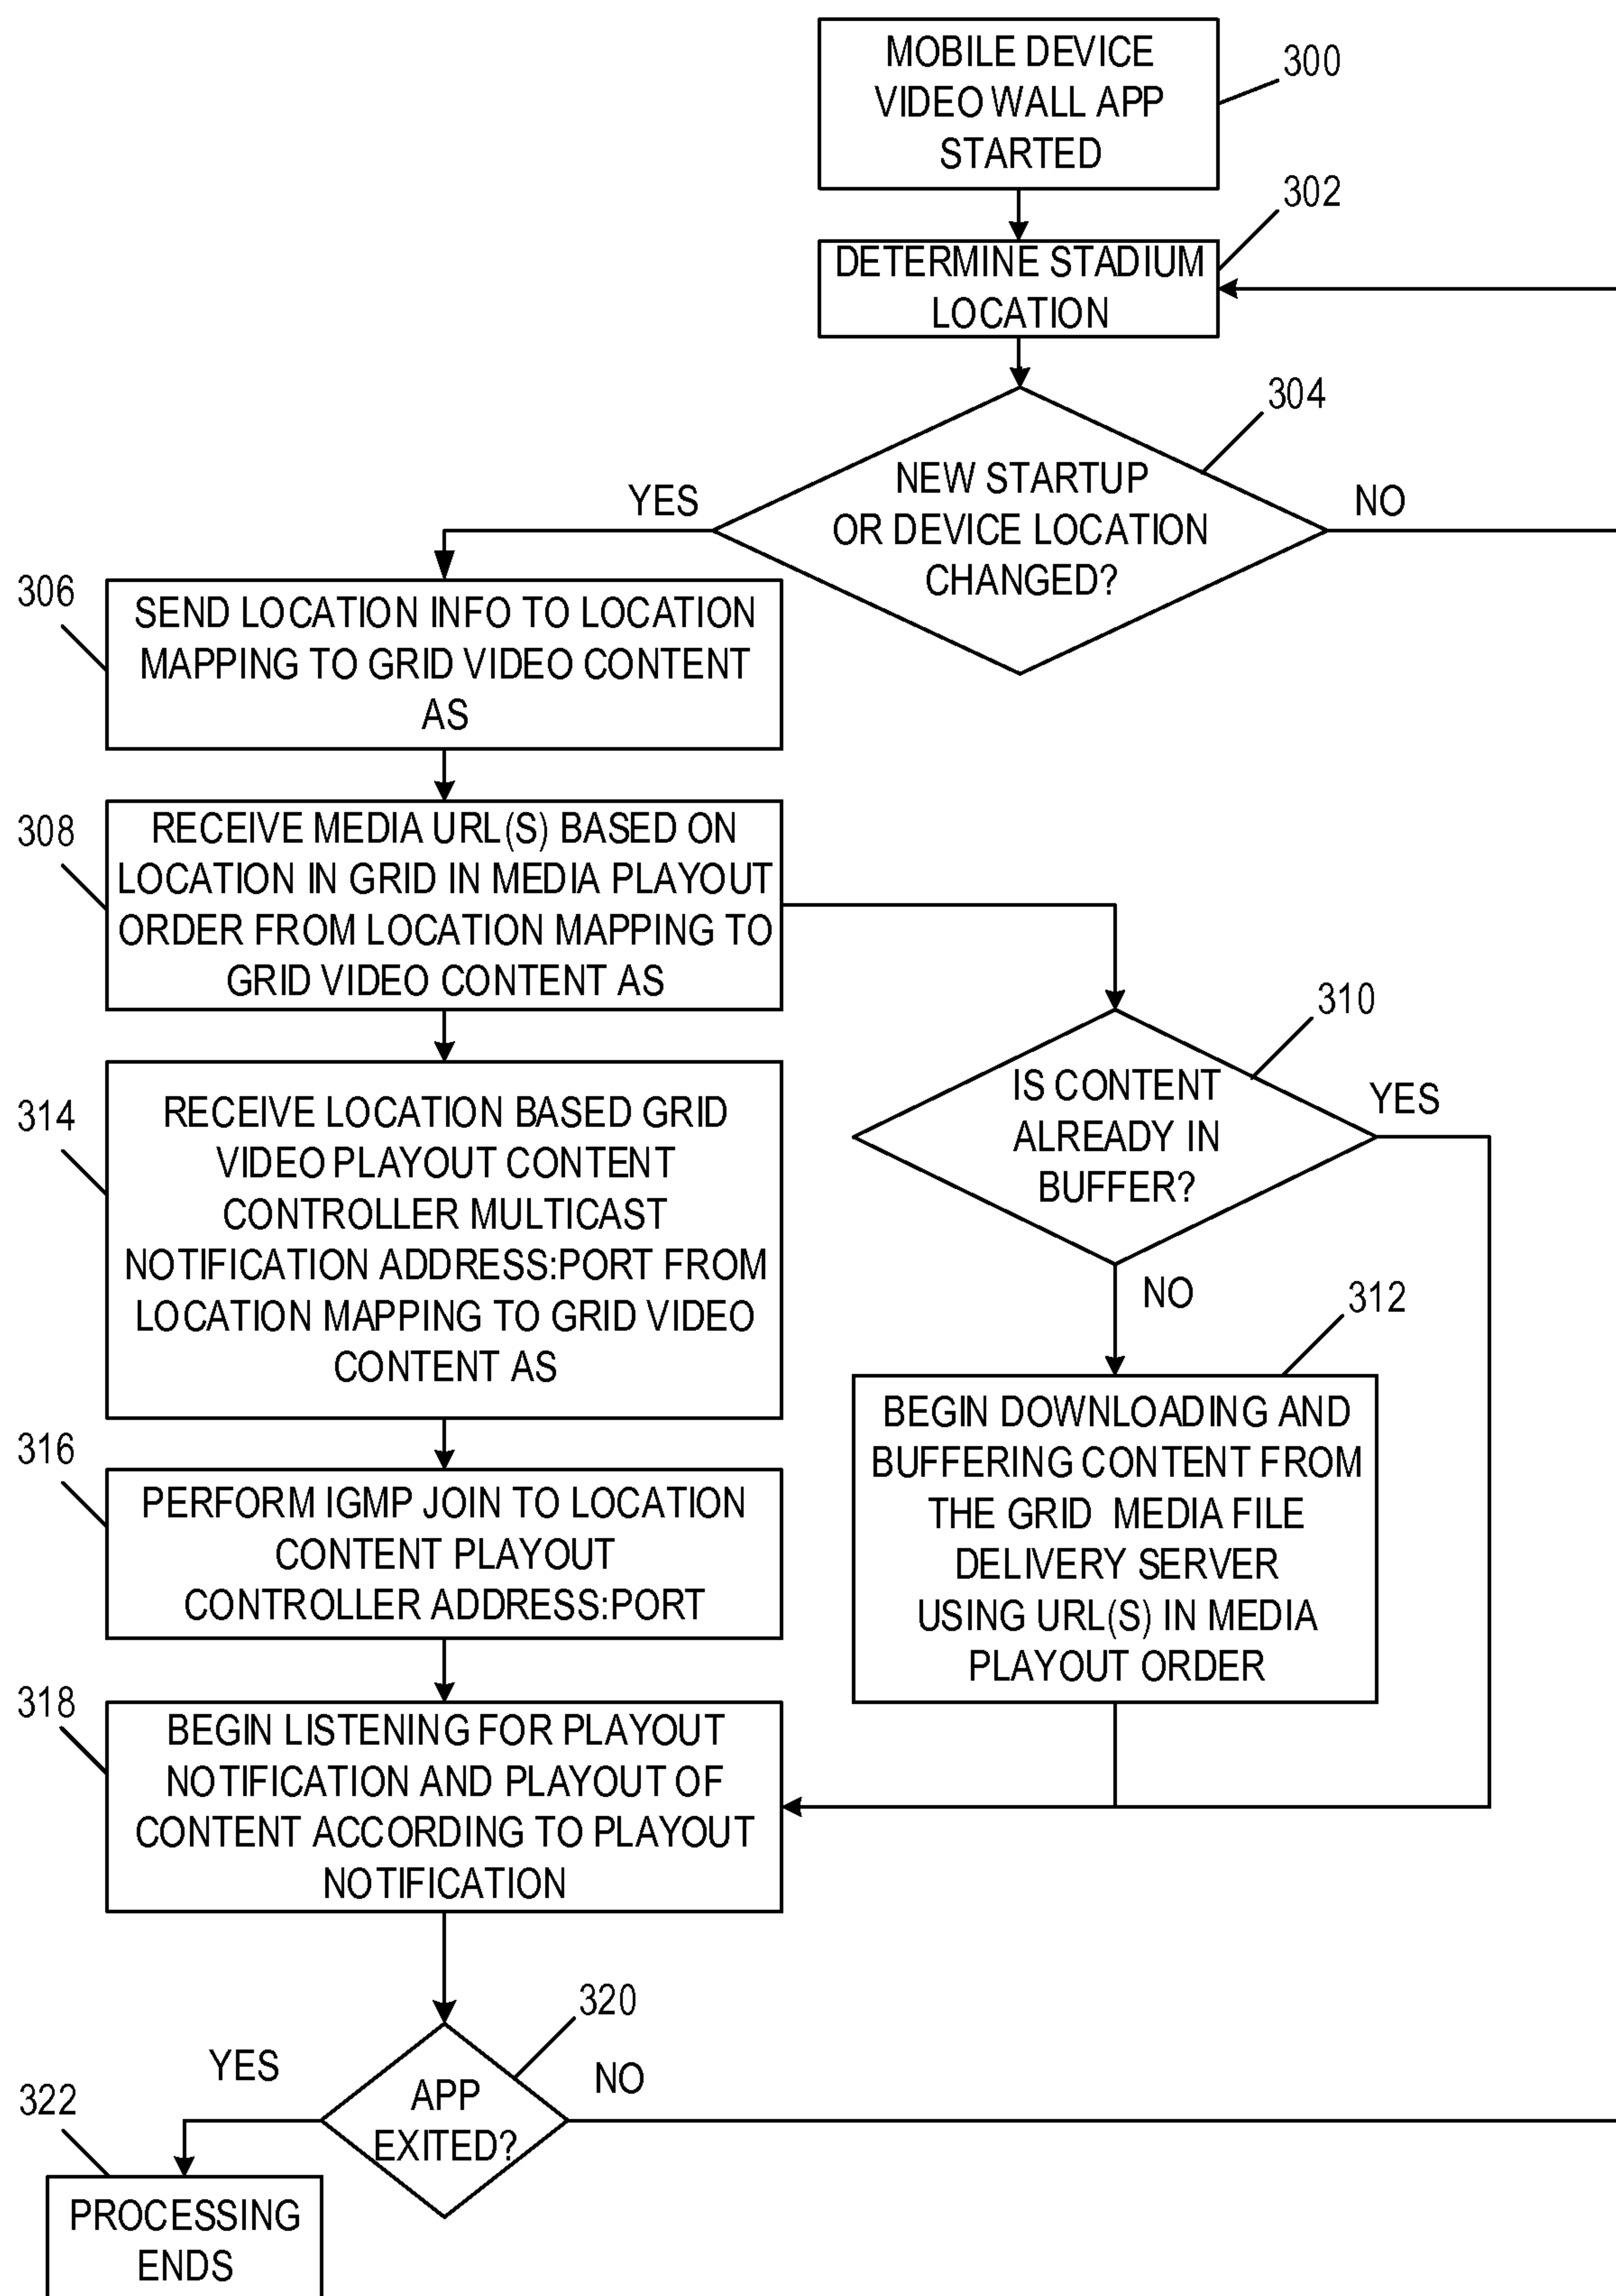 MOBILE DEVICE
VIDEO WALL APP
STARTED
300
DETERMINE STADIUM
LOCATION
302
NEW STARTUP
OR DEVICE LOCATION
CHANGED?
304
YES
NO
306
SEND LOCATION INFO TO LOCATION
MAPPING TO GRID VIDEO CONTENT
AS
308
RECEIVE MEDIA URL(S) BASED ON
LOCATION IN GRID IN MEDIA PLAYOUT
ORDER FROM LOCATION MAPPING TO
GRID VIDEO CONTENT AS
310
IS CONTENT
ALREADY IN
BUFFER?
YES
NO
312
BEGIN DOWNLOADING AND
BUFFERING CONTENT FROM
THE GRID MEDIA FILE
DELIVERY SERVER
USING URL(S) IN MEDIA
PLAYOUT ORDER
314
RECEIVE LOCATION BASED GRID
VIDEO PLAYOUT CONTENT
CONTROLLER MULTICAST
NOTIFICATION ADDRESS:PORT FROM
LOCATION MAPPING TO GRID VIDEO
CONTENT AS
316
PERFORM IGMP JOIN TO LOCATION
CONTENT PLAYOUT
CONTROLLER ADDRESS:PORT
318
BEGIN LISTENING FOR PLAYOUT
NOTIFICATION AND PLAYOUT OF
CONTENT ACCORDING TO PLAYOUT
NOTIFICATION
320
APP
EXITED?
YES
NO
322
PROCESSING
ENDS